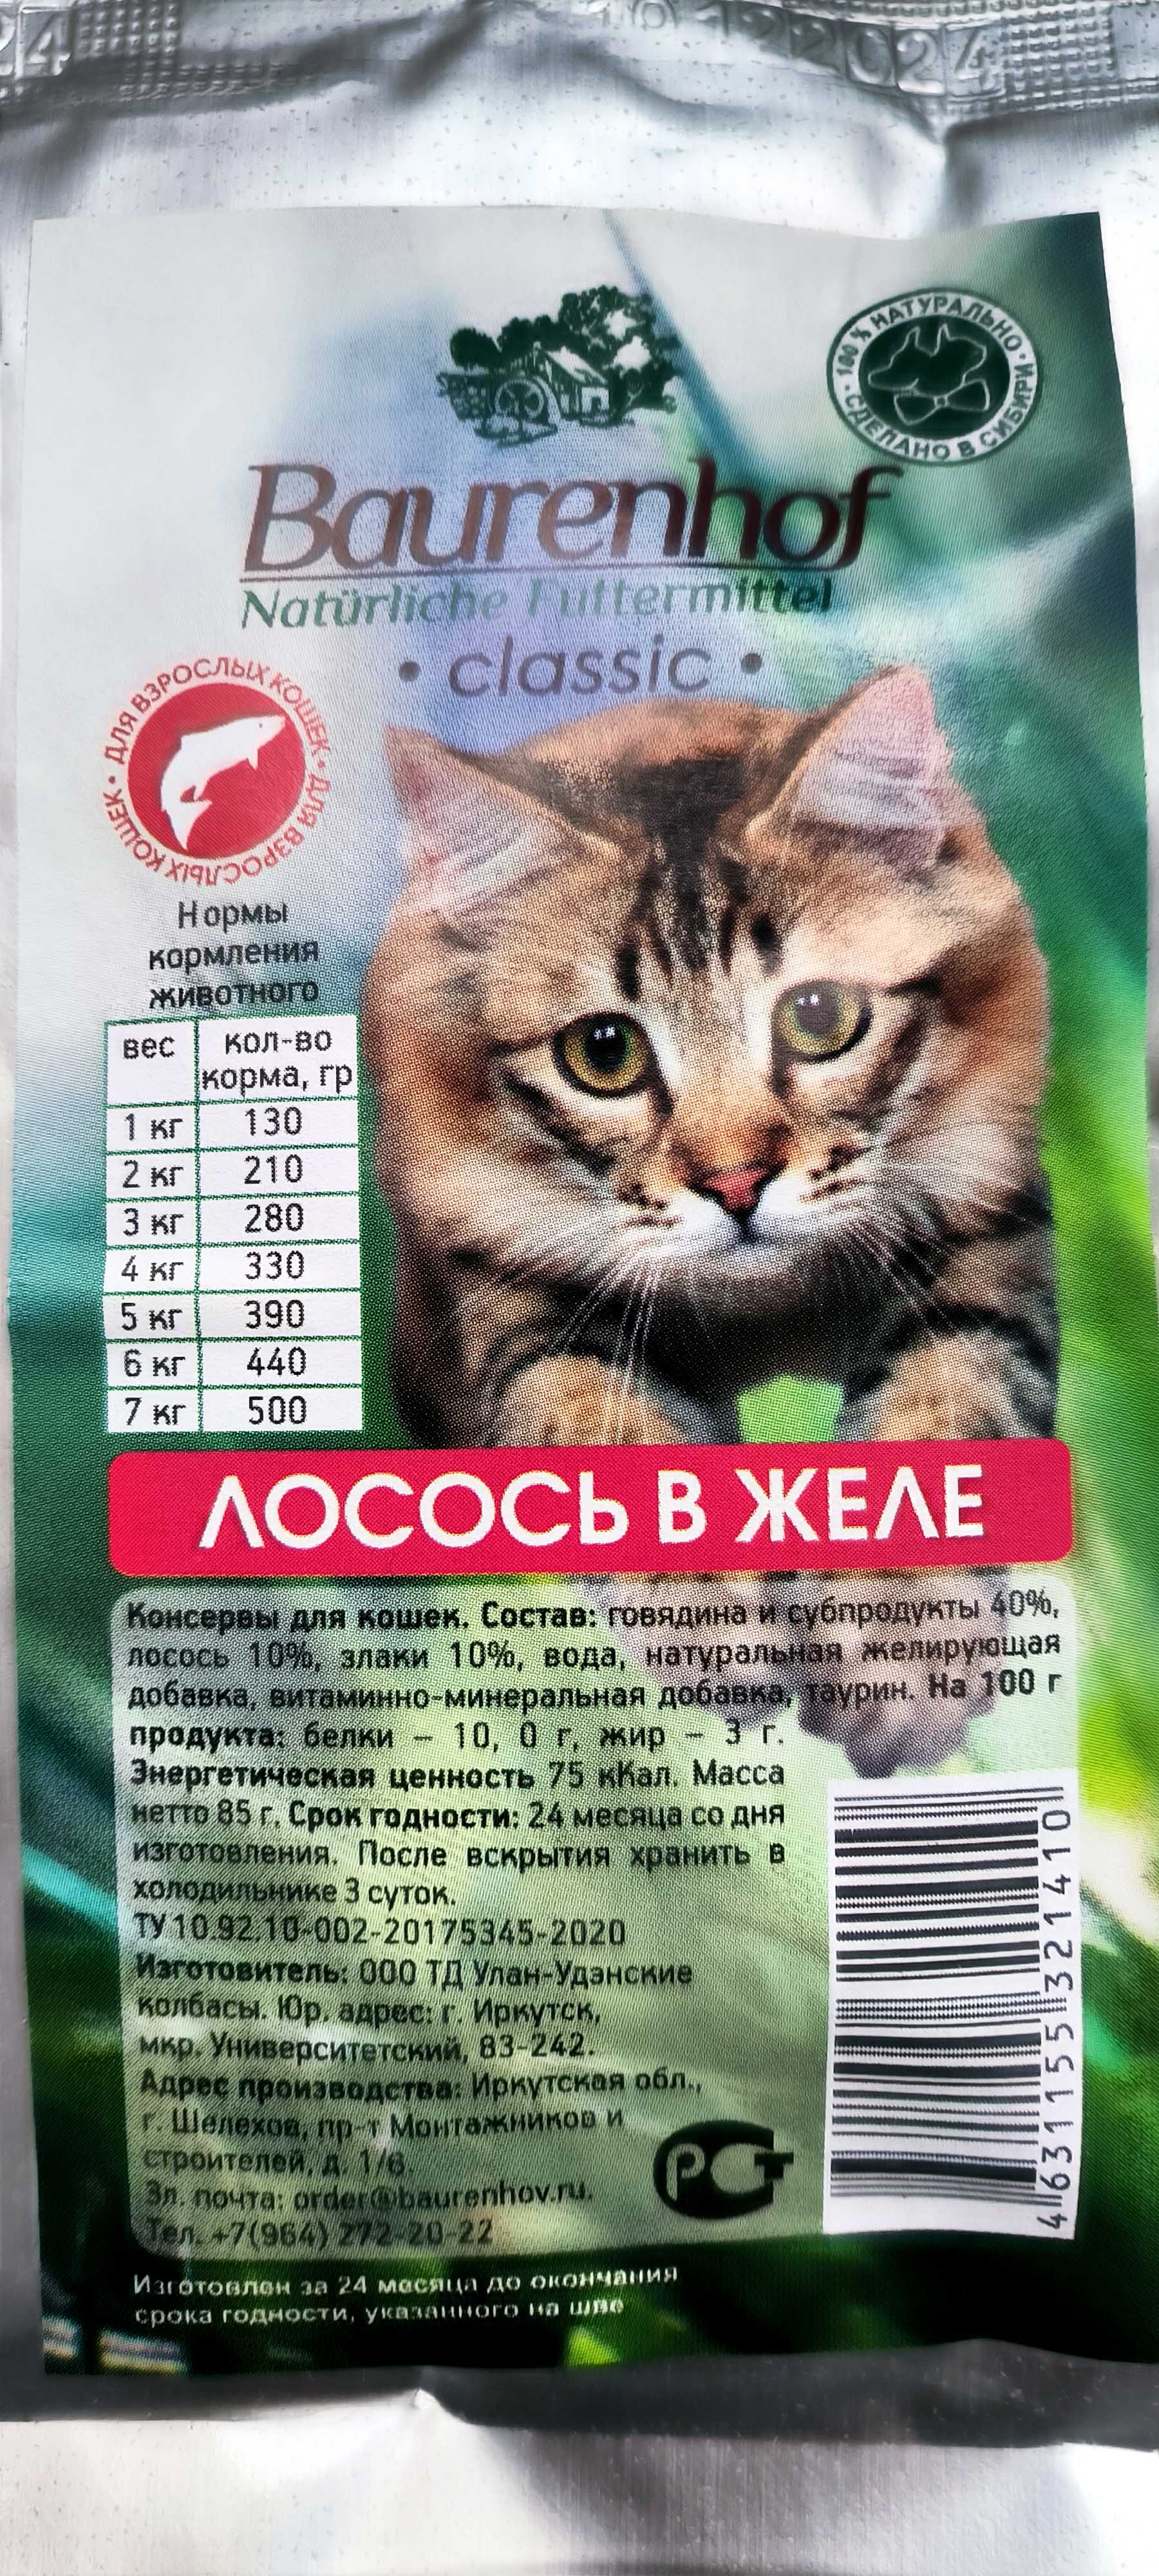 24
10122024
100 % НАТУРАЛЬНО · СДЕЛАНО В СИБИРИ ·
Baurenhof
Natürliche Futtermittel
• classic •
ДЛЯ ВЗРОСЛЫХ КОШЕК • ДЛЯ ВЗРОСЛЫХ КОШЕК •
Нормы
кормления
животного
вес кол-во
корма, гр
1 кг 130
2 кг 210
3 кг 280
4 кг 330
5 кг 390
6 кг 440
7 кг 500
ЛОСОСЬ В ЖЕЛЕ
Консервы для кошек. Состав: говядина и субпродукты 40%,
лосось 10%, злаки 10%, вода, натуральная желирующая
добавка, витаминно-минеральная добавка, таурин. На 100 г
продукта: белки – 10, 0 г, жир – 3 г.
Энергетическая ценность 75 кКал. Масса
нетто 85 г. Срок годности: 24 месяца со дня
изготовления. После вскрытия хранить в
холодильнике 3 суток.
ТУ 10.92.10-002-20175345-2020
Изготовитель: ООО ТД Улан-Удэнские
колбасы. Юр. адрес: г. Иркутск,
мкр. Университетский, 83-242.
Адрес производства: Иркутская обл.,
г. Шелехов, пр-т Монтажников и
строителей, д. 1/6.
Эл. почта: order@baurenhov.ru.
Тел. +7(964) 272-20-22
РСТ
4631155321410
Изготовлен за 24 месяца до окончания
срока годности, указанного на шве